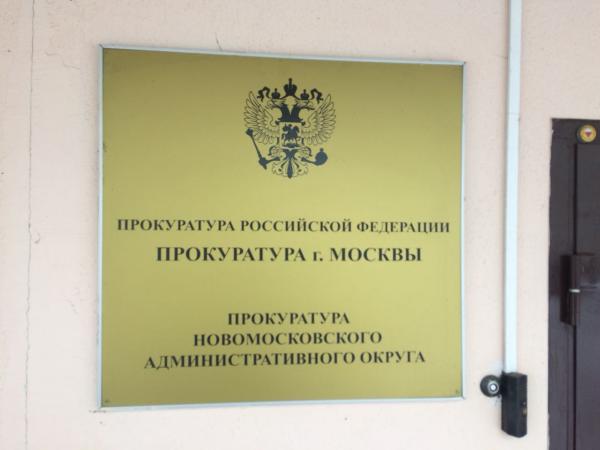 ПРОКУРАТУРА РОССИЙСКОЙ ФЕДЕРАЦИИ
ПРОКУРАТУРА г. МОСКВЫ
ПРОКУРАТУРА
НОВОМОСКОВСКОГО
АДМИНИСТРАТИВНОГО ОКРУГА